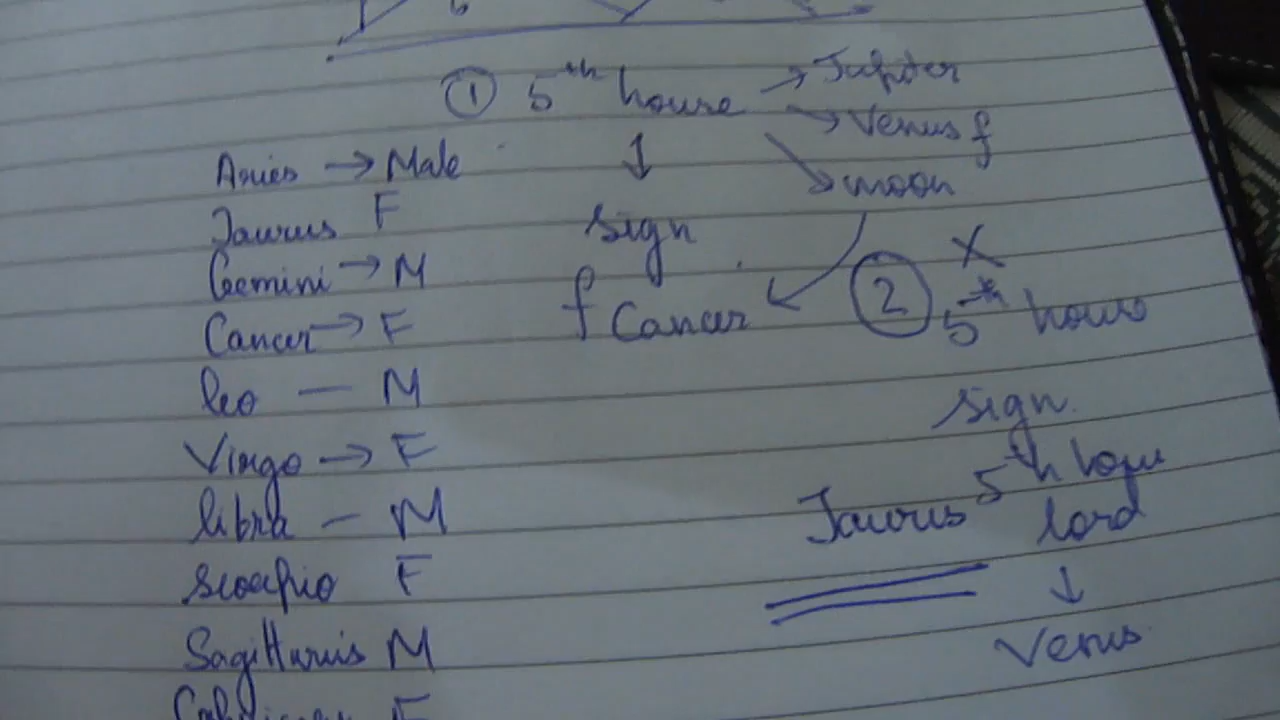 6
① 5th house → Jupiter
→ Venus f
→ moon
↓
sign
f Cancer
Aries → Male
Taurus F
Gemini → M
Cancer → F
leo — M
Virgo → F
libra — M
Scorpio F
Sagittarius M
F
② X
5th house
sign
5th house
Taurus lord
↓
Venus